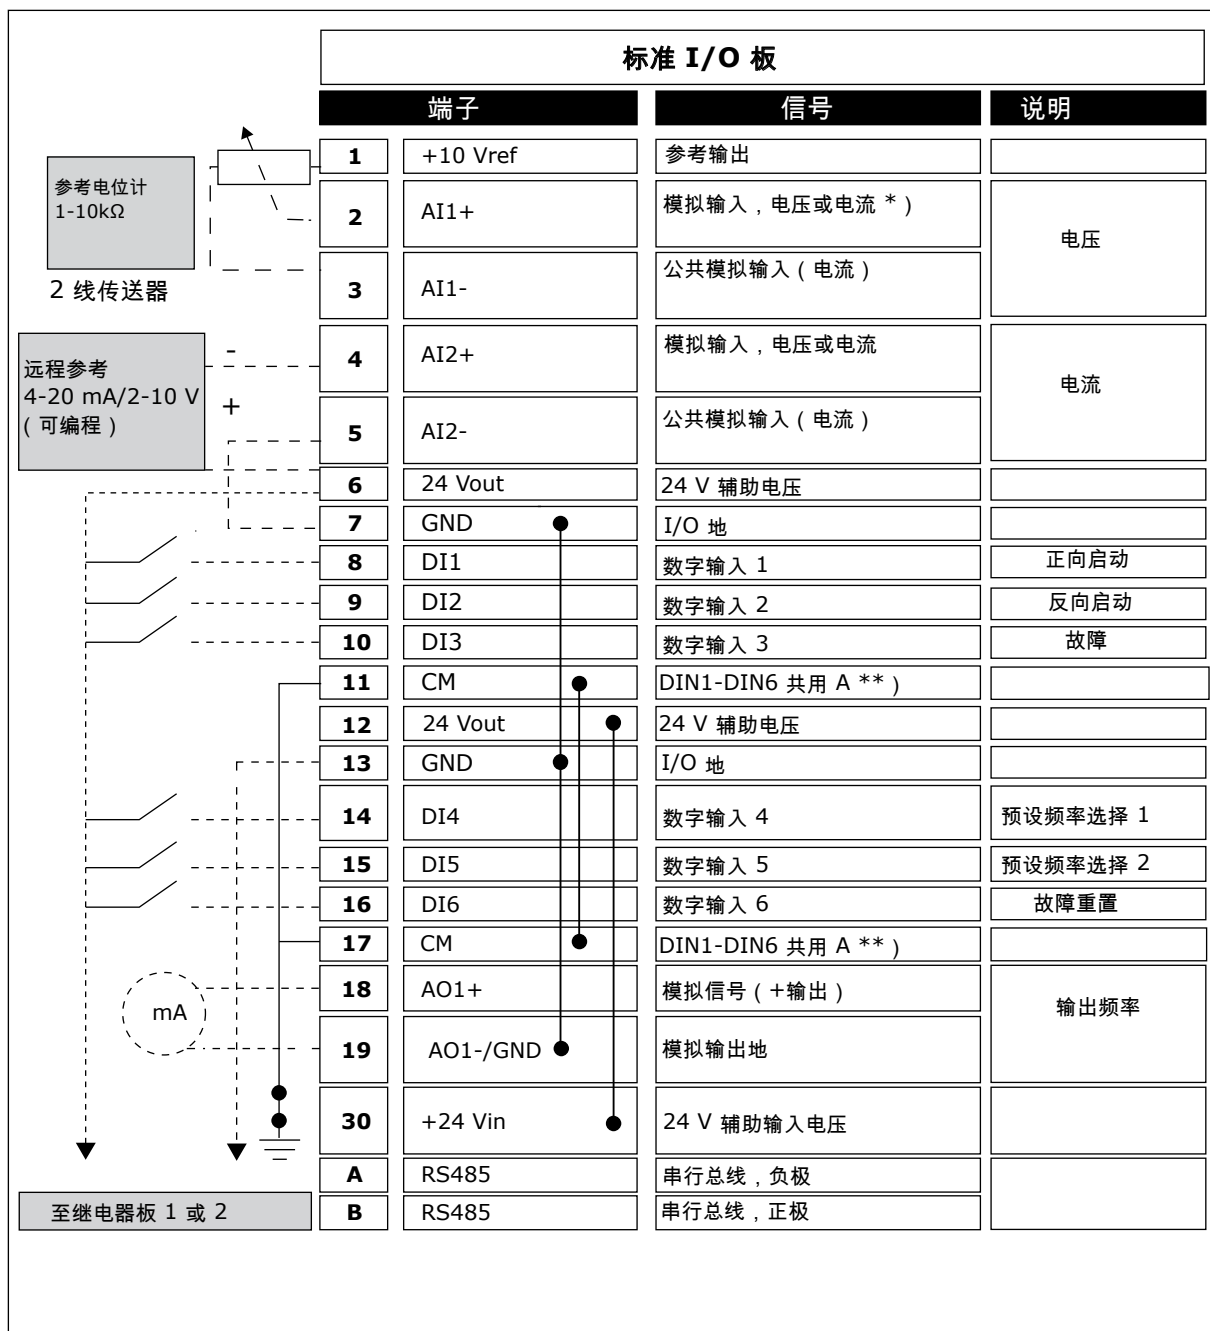 标准 I/O 板
端子 信号 说明
参考电位计
1-10kΩ
2 线传送器
远程参考
4-20 mA/2-10 V
（可编程）
-
+
mA
至继电器板 1 或 2
1 +10 Vref 参考输出
2 AI1+ 模拟输入，电压或电流 *）
电压
3 AI1- 公共模拟输入（电流）
4 AI2+ 模拟输入，电压或电流
电流
5 AI2- 公共模拟输入（电流）
6 24 Vout 24 V 辅助电压
7 GND I/O 地
8 DI1 数字输入 1 正向启动
9 DI2 数字输入 2 反向启动
10 DI3 数字输入 3 故障
11 CM DIN1-DIN6 共用 A **）
12 24 Vout 24 V 辅助电压
13 GND I/O 地
14 DI4 数字输入 4 预设频率选择 1
15 DI5 数字输入 5 预设频率选择 2
16 DI6 数字输入 6 故障重置
17 CM DIN1-DIN6 共用 A **）
18 AO1+ 模拟信号（+输出）
输出频率
19 AO1-/GND 模拟输出地
30 +24 Vin 24 V 辅助输入电压
A RS485 串行总线，负极
B RS485 串行总线，正极